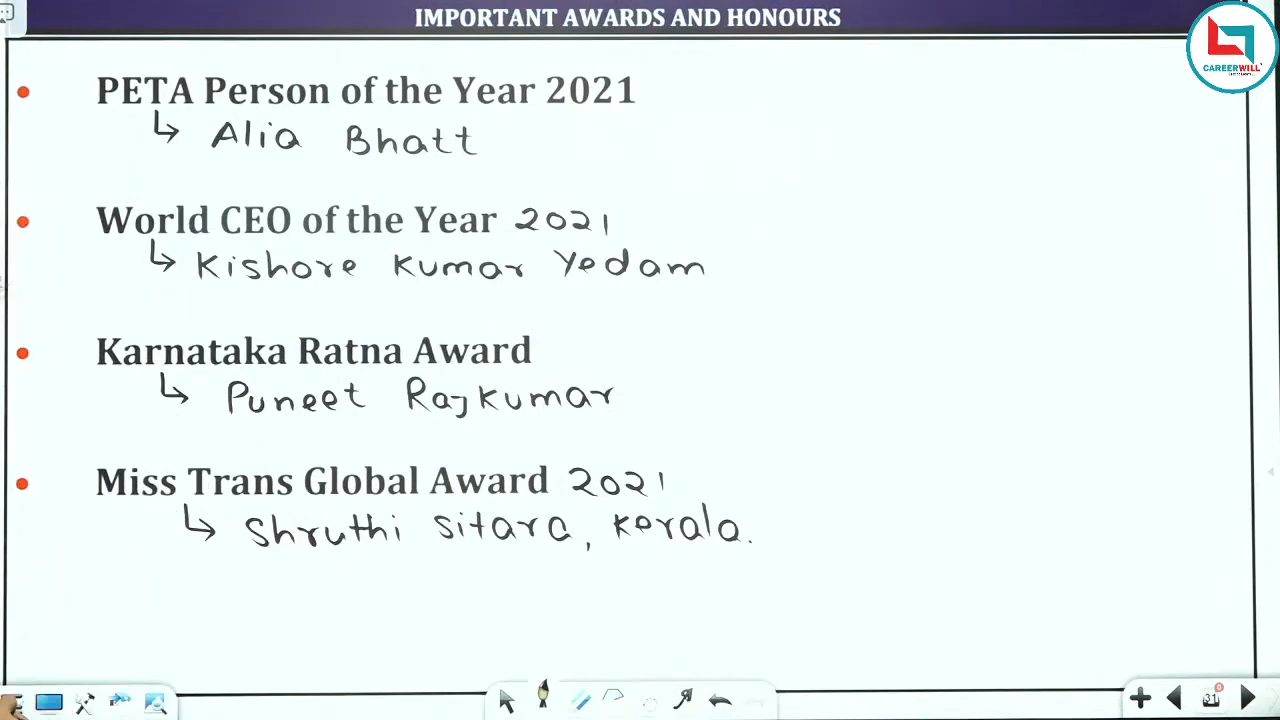 IMPORTANT AWARDS AND HONOURS
CAREERWILL
• PETA Person of the Year 2021
↳ Alia Bhatt
• World CEO of the Year 2021
↳ Kishore Kumar Yedam
• Karnataka Ratna Award
↳ Puneet Rajkumar
• Miss Trans Global Award 2021
↳ Shruthi Sitara, Kerala.
31